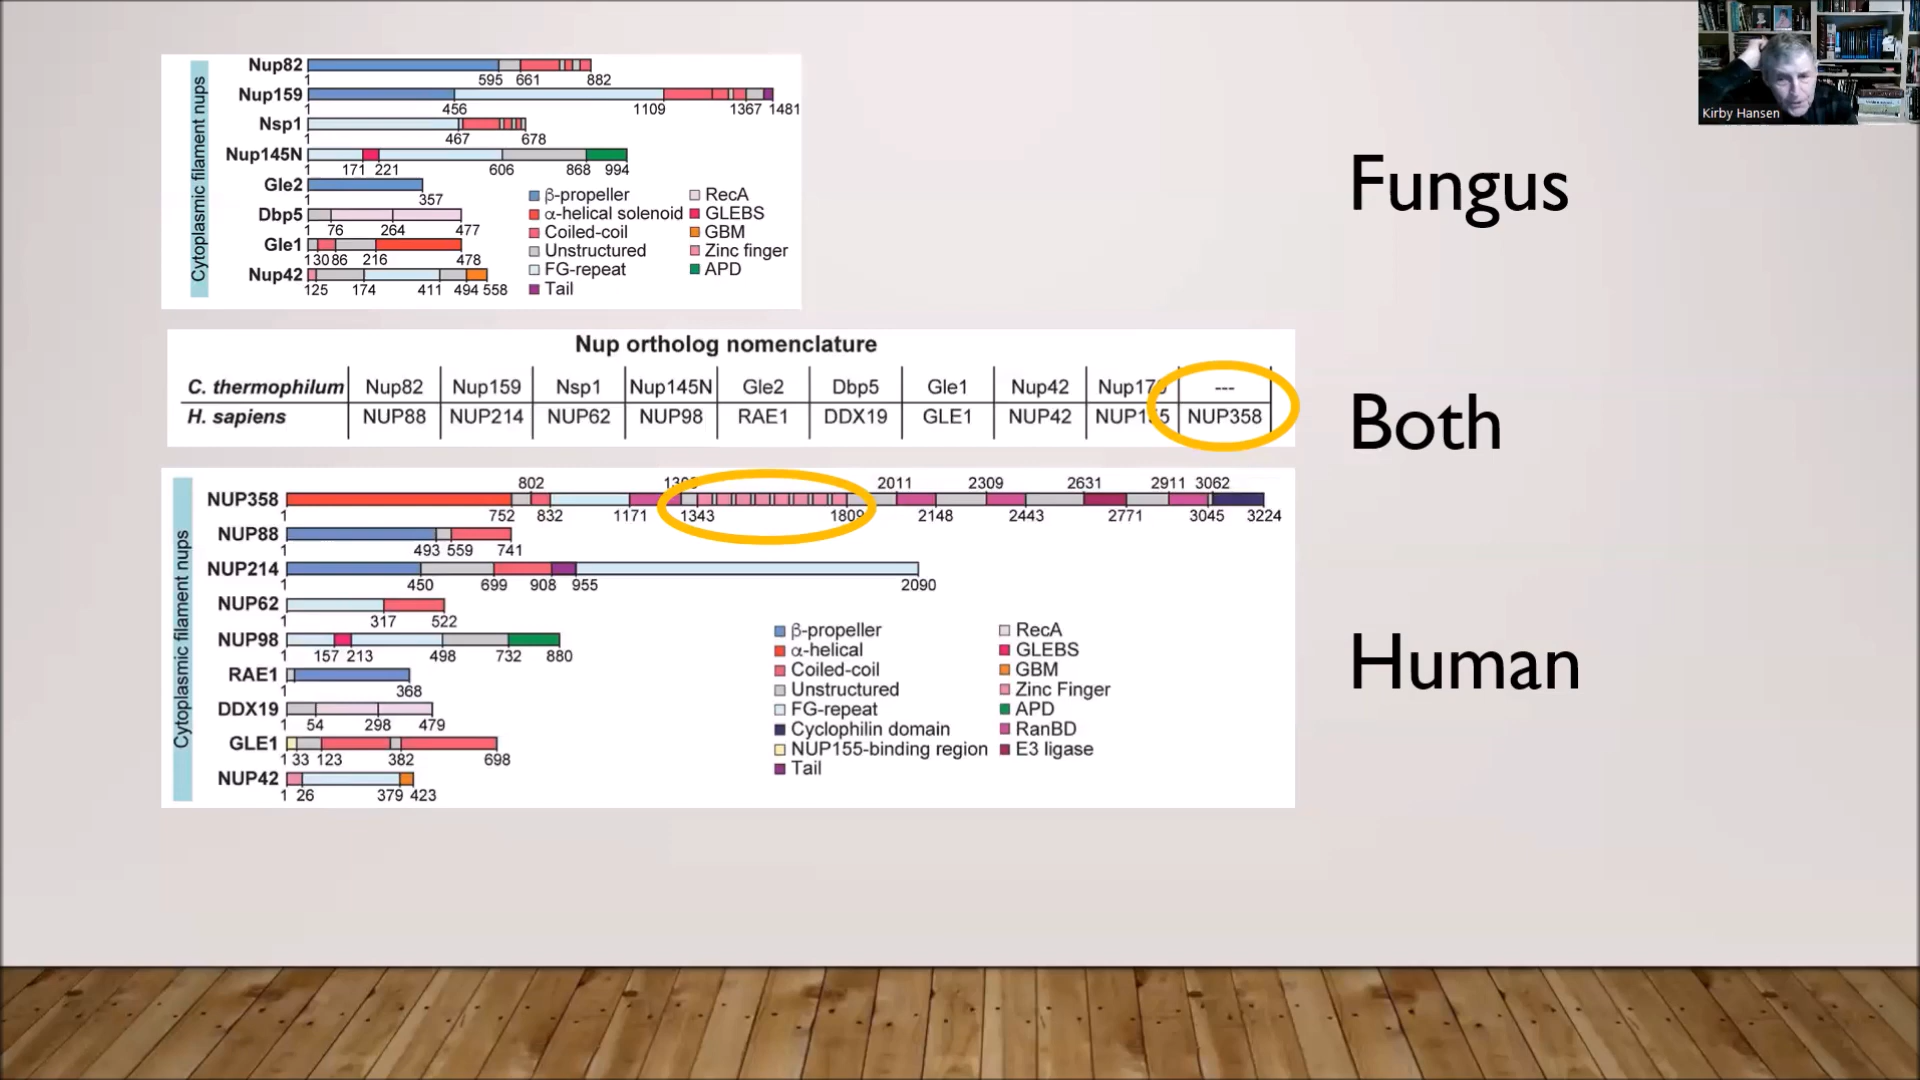 Kirby Hansen
Fungus
Cytoplasmic filament nups
Nup82
1 595 661 882
Nup159
1 456 1109 1367 1481
Nsp1
1 467 678
Nup145N
171 221 606 868 994
Gle2
1 357
Dbp5
1 76 264 477
Gle1
1 30 86 216 478
Nup42
125 174 411 494 558
β-propeller
α-helical solenoid
Coiled-coil
Unstructured
FG-repeat
Tail
RecA
GLEBS
GBM
Zinc finger
APD
Both
Nup ortholog nomenclature
C. thermophilum Nup82 Nup159 Nsp1 Nup145N Gle2 Dbp5 Gle1 Nup42 ---
H. sapiens NUP88 NUP214 NUP62 NUP98 RAE1 DDX19 GLE1 NUP42 NUP358
Human
Cytoplasmic filament nups
802 2011 2309 2631 2911 3062
NUP358
1 752 832 1171 1343 1809 2148 2443 2771 3045 3224
NUP88
1 493 559 741
NUP214
1 450 699 908 955 2090
NUP62
1 317 522
NUP98
1 157 213 498 732 880
RAE1
1 368
DDX19
1 54 298 479
GLE1
1 33 123 382 698
NUP42
1 26 379 423
β-propeller
α-helical
Coiled-coil
Unstructured
FG-repeat
Cyclophilin domain
NUP155-binding region
Tail
RecA
GLEBS
GBM
Zinc Finger
APD
RanBD
E3 ligase